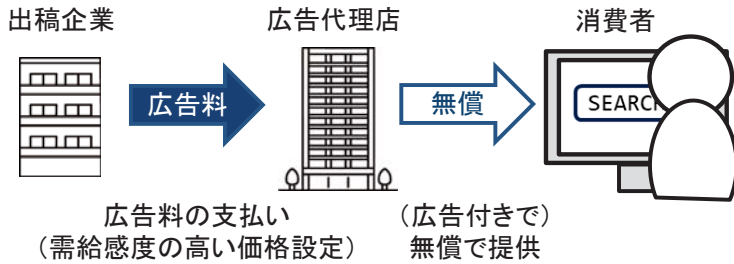 出稿企業
広告代理店
消費者
広告料
無償
SEARCH
広告料の支払い
（需給感度の高い価格設定）
（広告付きで）
無償で提供